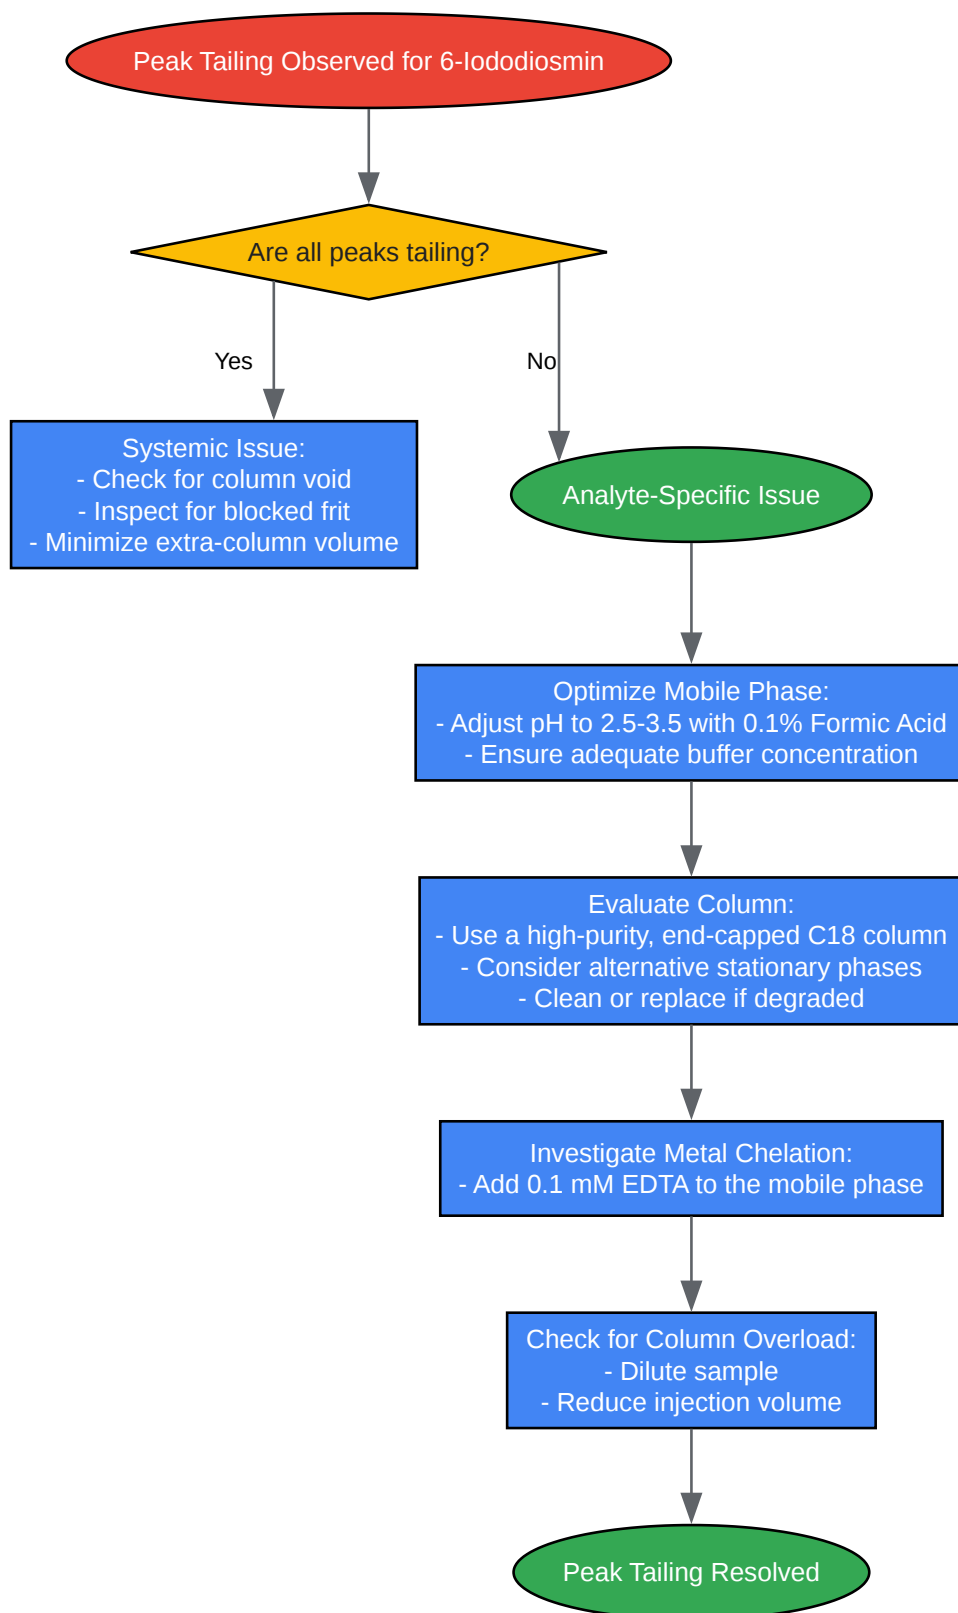 Peak Tailing Observed for 6-Iododiosmin
Are all peaks tailing?
Yes
No
Systemic Issue:
- Check for column void
- Inspect for blocked frit
- Minimize extra-column volume
Analyte-Specific Issue
Optimize Mobile Phase:
- Adjust pH to 2.5-3.5 with 0.1% Formic Acid
- Ensure adequate buffer concentration
Evaluate Column:
- Use a high-purity, end-capped C18 column
- Consider alternative stationary phases
- Clean or replace if degraded
Investigate Metal Chelation:
- Add 0.1 mM EDTA to the mobile phase
Check for Column Overload:
- Dilute sample
- Reduce injection volume
Peak Tailing Resolved